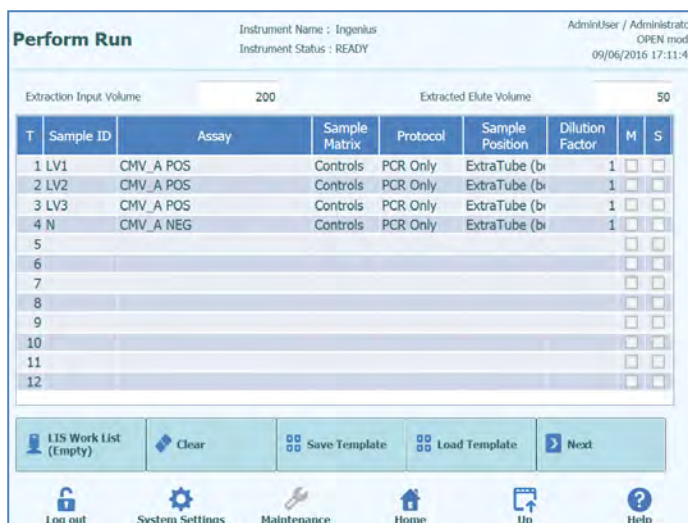 Perform Run
Instrument Name : Ingenius
Instrument Status : READY
AdminUser / Administrato
OPEN mod
09/06/2016 17:11:4
Extraction Input Volume 200 Extracted Elute Volume 50
T Sample ID Assay Sample Matrix Protocol Sample Position Dilution Factor M S
1 LV1 CMV_A POS Controls PCR Only ExtraTube (b 1
2 LV2 CMV_A POS Controls PCR Only ExtraTube (b 1
3 LV3 CMV_A POS Controls PCR Only ExtraTube (b 1
4 N CMV_A NEG Controls PCR Only ExtraTube (b 1
5
6
7
8
9
10
11
12
LIS Work List (Empty) Clear Save Template Load Template Next
Log out System Settings Maintenance Home Up Help